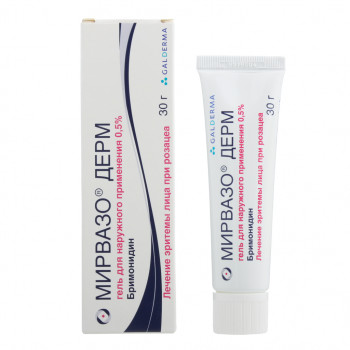 GALDERMA
30 г
МИРВАЗО® ДЕРМ
гель для наружного применения 0,5%
Бримонидин
Лечение эритемы лица при розацеа
GALDERMA
30 г
МИРВАЗО® ДЕРМ
гель для наружного применения 0,5%
Бримонидин
Лечение эритемы лица при розацеа